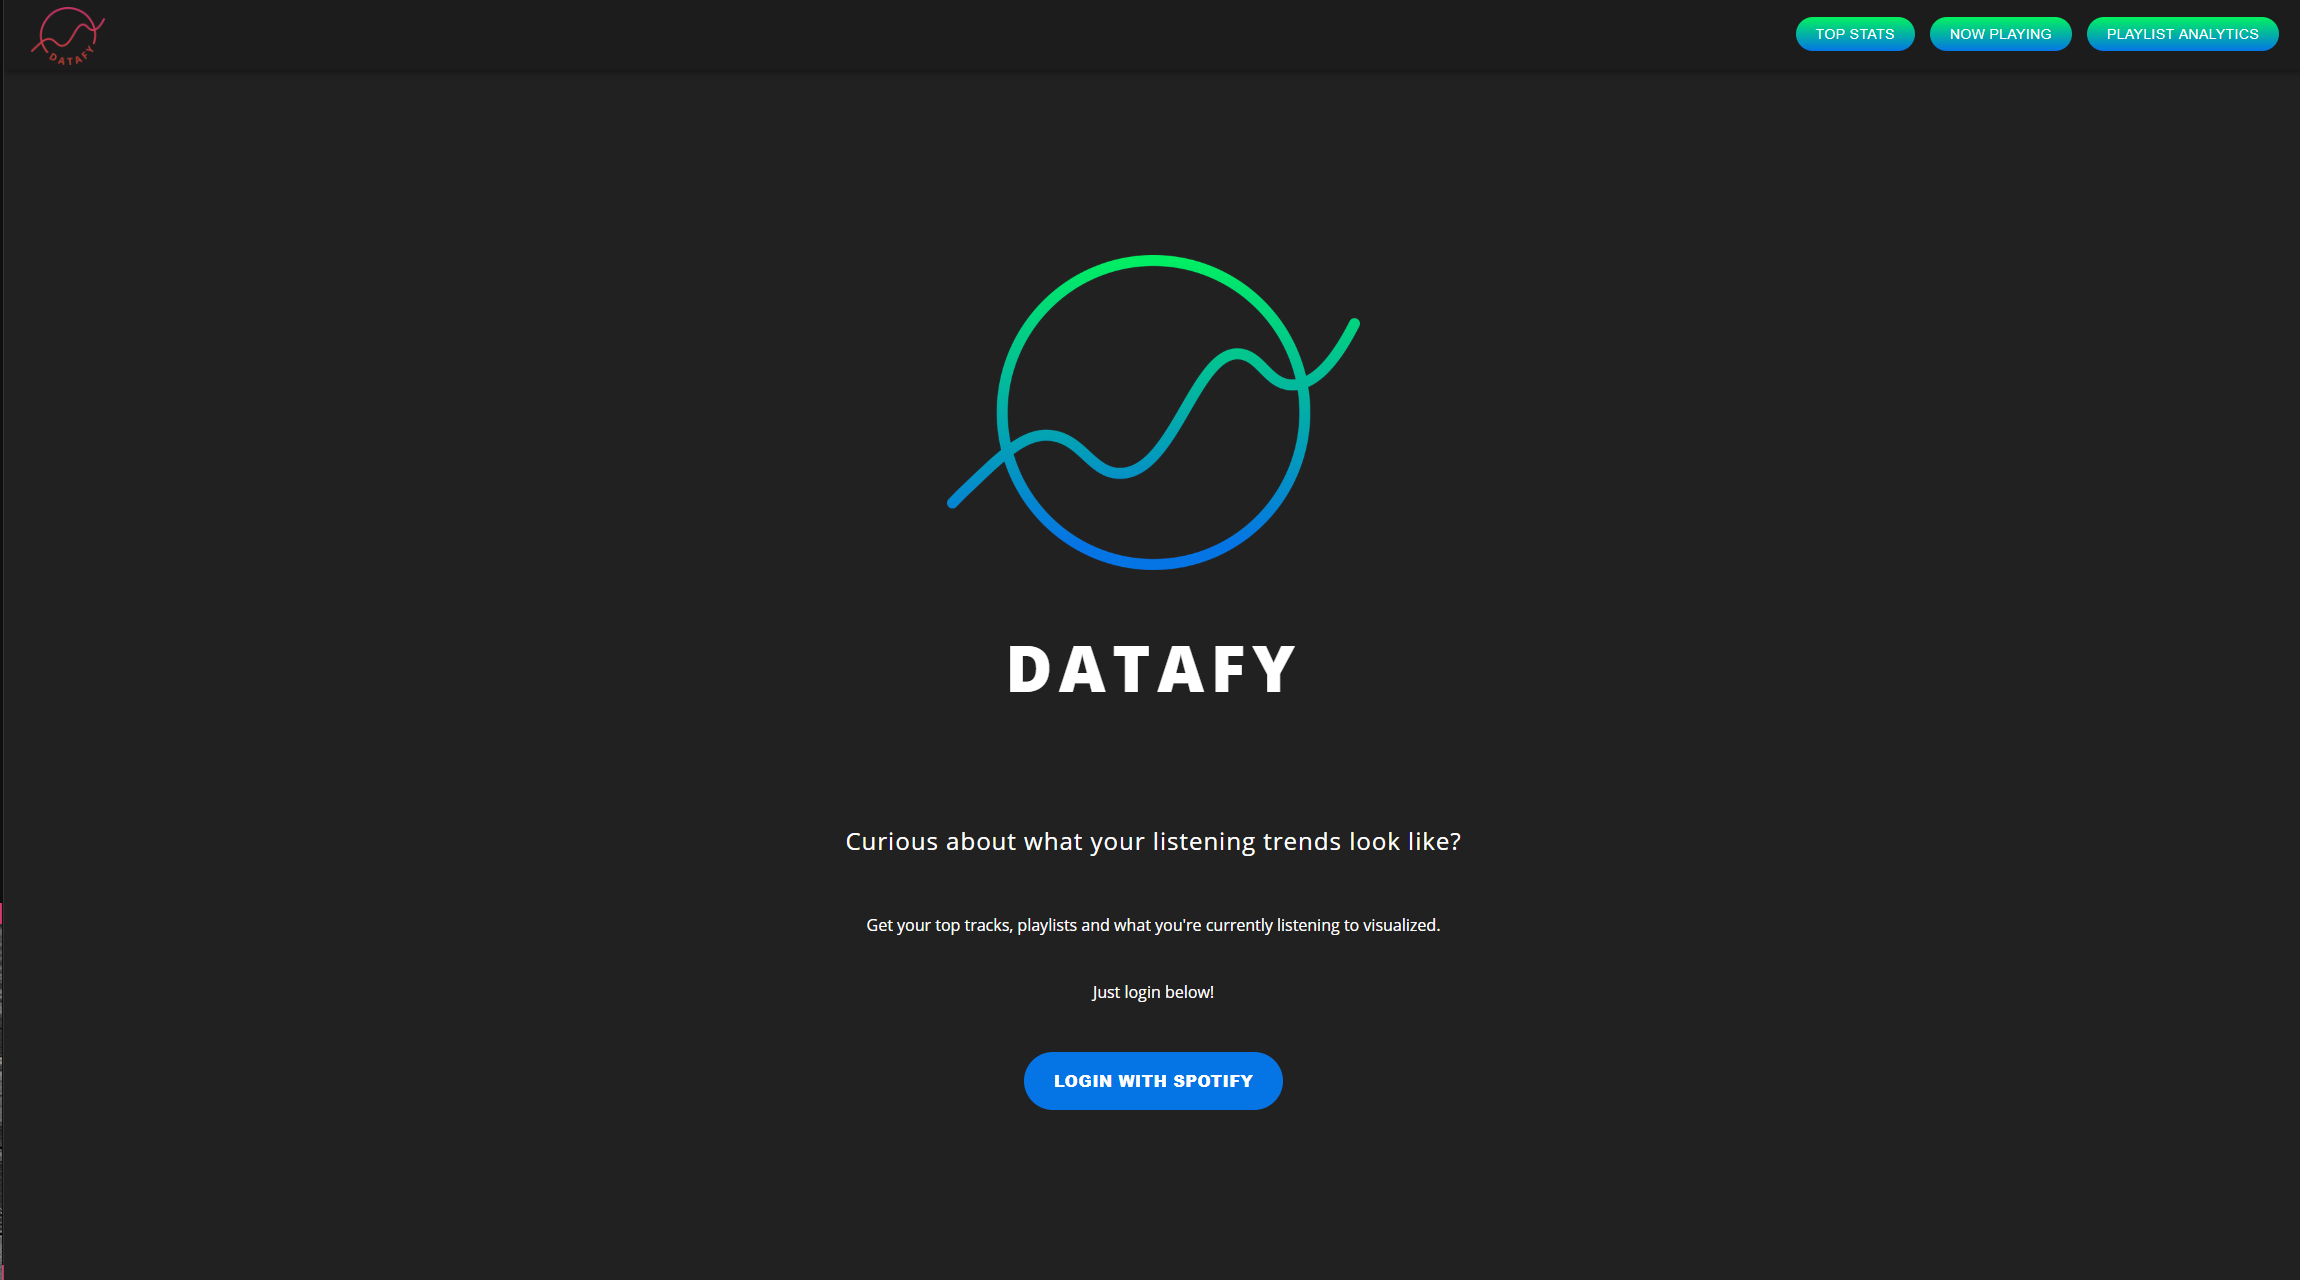 DATAFY
TOP STATS
NOW PLAYING
PLAYLIST ANALYTICS
DATAFY
Curious about what your listening trends look like?
Get your top tracks, playlists and what you're currently listening to visualized.
Just login below!
LOGIN WITH SPOTIFY